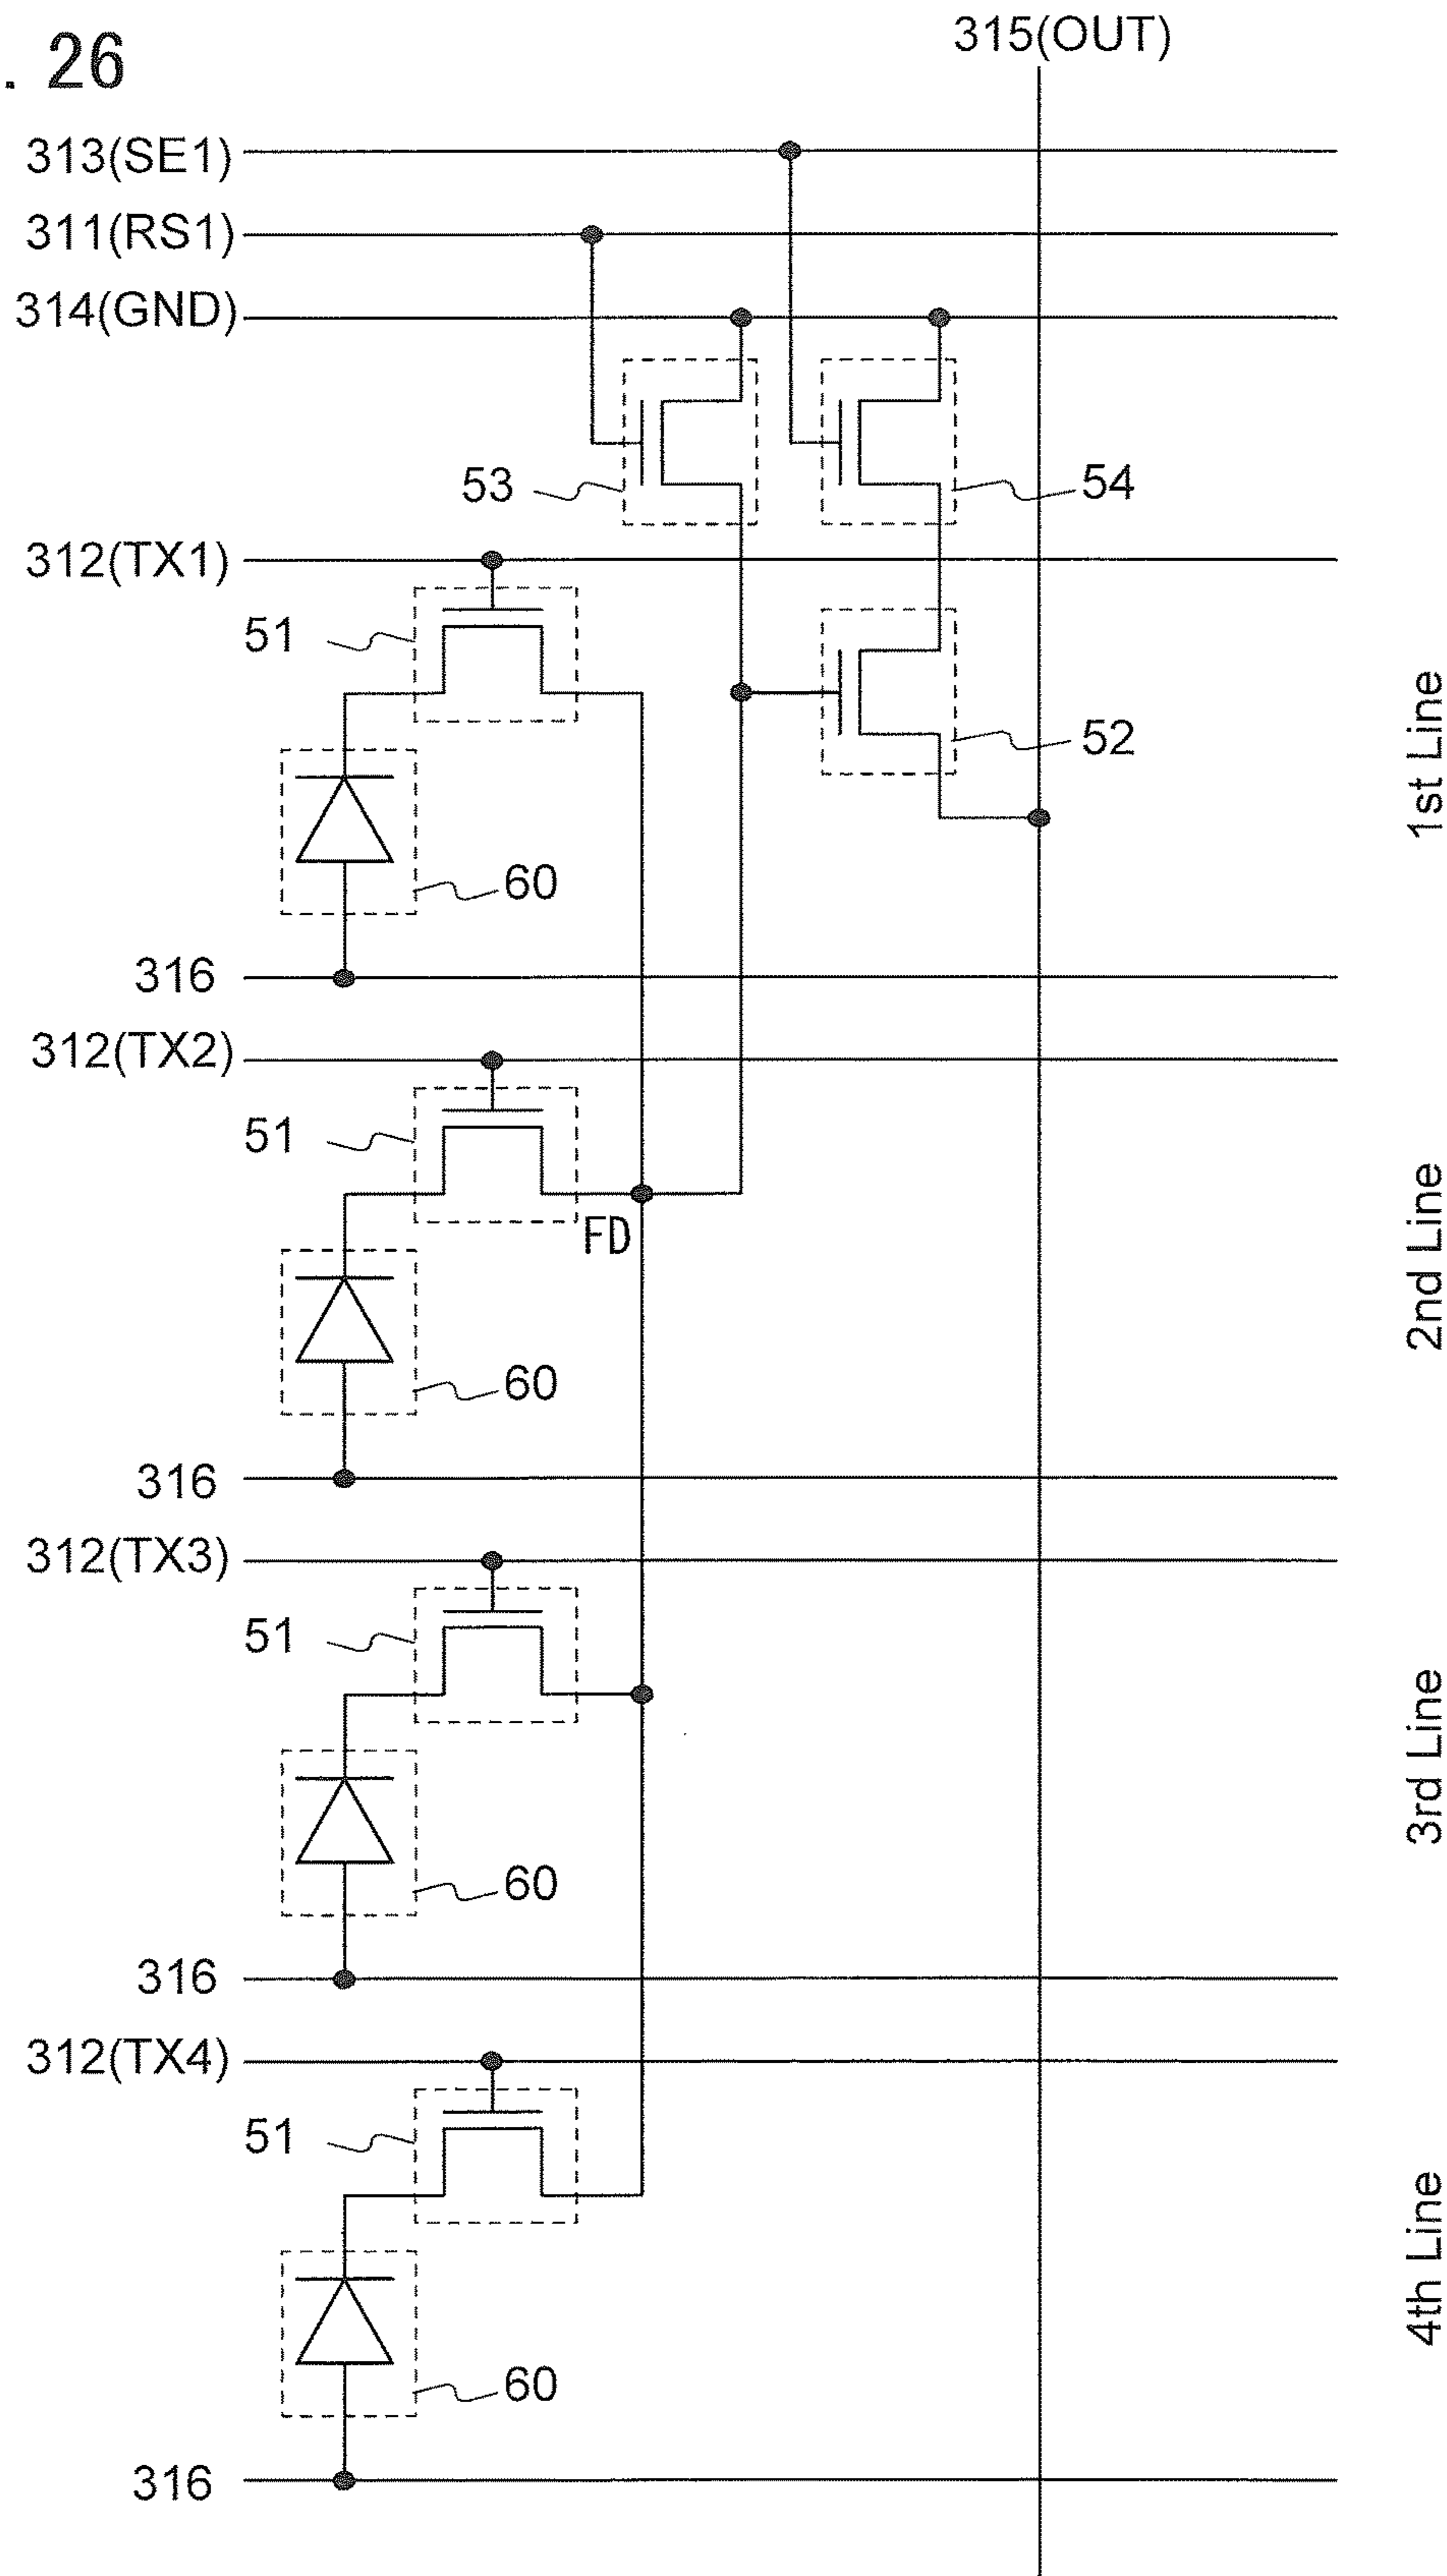 . 26
315(OUT)
313(SE1)
311(RS1)
314(GND)
53
54
312(TX1)
51
52
1st Line
60
316
312(TX2)
51
FD
2nd Line
60
316
312(TX3)
51
3rd Line
60
316
312(TX4)
51
4th Line
60
316